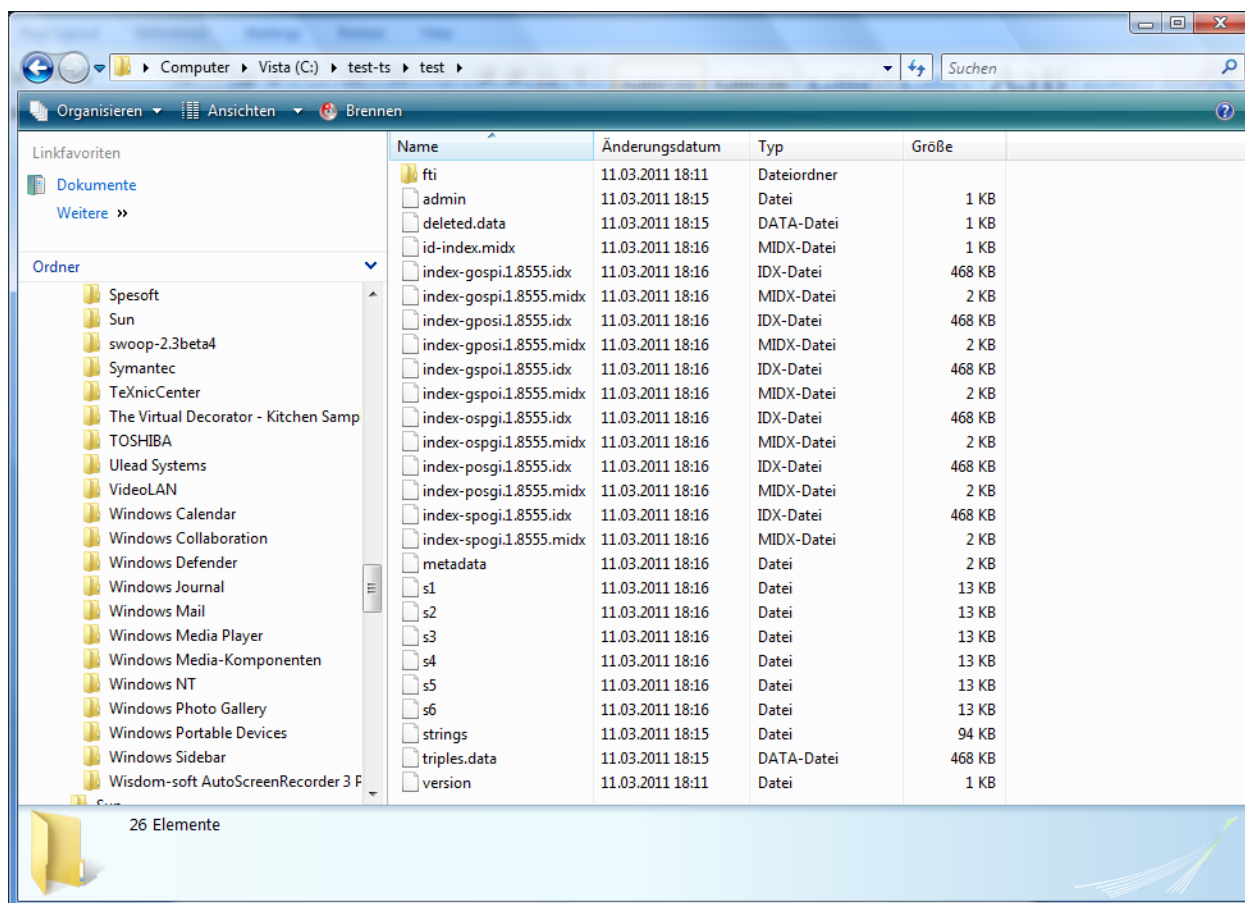 Computer Vista (C:) test-ts test Suchen
Organisieren Ansichten Brennen
Linkfavoriten
Dokumente
Weitere »
Ordner
Spesoft
Sun
swoop-2.3beta4
Symantec
TeXnicCenter
The Virtual Decorator - Kitchen Samp
TOSHIBA
Ulead Systems
VideoLAN
Windows Calendar
Windows Collaboration
Windows Defender
Windows Journal
Windows Mail
Windows Media Player
Windows Media-Komponenten
Windows NT
Windows Photo Gallery
Windows Portable Devices
Windows Sidebar
Wisdom-soft AutoScreenRecorder 3 P
Name Änderungsdatum Typ Größe
fti 11.03.2011 18:11 Dateiordner
admin 11.03.2011 18:15 Datei 1 KB
deleted.data 11.03.2011 18:15 DATA-Datei 1 KB
id-index.midx 11.03.2011 18:16 MIDX-Datei 1 KB
index-gospi.1.8555.idx 11.03.2011 18:16 IDX-Datei 468 KB
index-gospi.1.8555.midx 11.03.2011 18:16 MIDX-Datei 2 KB
index-gposi.1.8555.idx 11.03.2011 18:16 IDX-Datei 468 KB
index-gposi.1.8555.midx 11.03.2011 18:16 MIDX-Datei 2 KB
index-gspoi.1.8555.idx 11.03.2011 18:16 IDX-Datei 468 KB
index-gspoi.1.8555.midx 11.03.2011 18:16 MIDX-Datei 2 KB
index-ospgi.1.8555.idx 11.03.2011 18:16 IDX-Datei 468 KB
index-ospgi.1.8555.midx 11.03.2011 18:16 MIDX-Datei 2 KB
index-posgi.1.8555.idx 11.03.2011 18:16 IDX-Datei 468 KB
index-posgi.1.8555.midx 11.03.2011 18:16 MIDX-Datei 2 KB
index-spogi.1.8555.idx 11.03.2011 18:16 IDX-Datei 468 KB
index-spogi.1.8555.midx 11.03.2011 18:16 MIDX-Datei 2 KB
metadata 11.03.2011 18:16 Datei 2 KB
s1 11.03.2011 18:16 Datei 13 KB
s2 11.03.2011 18:16 Datei 13 KB
s3 11.03.2011 18:16 Datei 13 KB
s4 11.03.2011 18:16 Datei 13 KB
s5 11.03.2011 18:16 Datei 13 KB
s6 11.03.2011 18:16 Datei 13 KB
strings 11.03.2011 18:15 Datei 94 KB
triples.data 11.03.2011 18:15 DATA-Datei 468 KB
version 11.03.2011 18:11 Datei 1 KB
26 Elemente